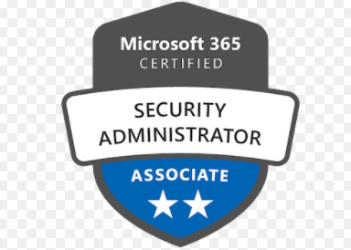 Microsoft 365
CERTIFIED
SECURITY
ADMINISTRATOR
ASSOCIATE